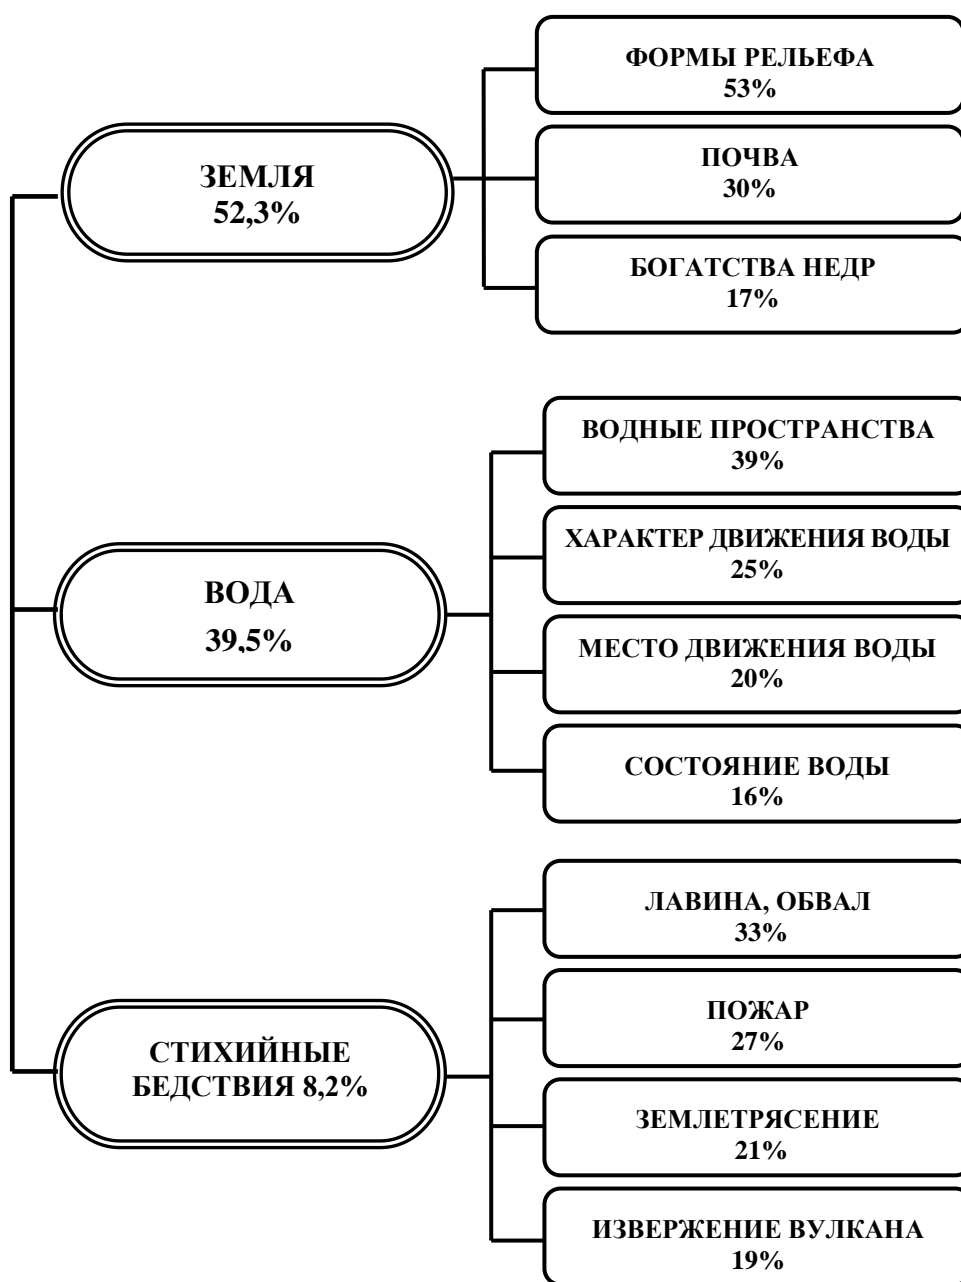 ФОРМЫ РЕЛЬЕФА
53%
ЗЕМЛЯ
52,3%
ПОЧВА
30%
БОГАТСТВА НЕДР
17%
ВОДНЫЕ ПРОСТРАНСТВА
39%
ХАРАКТЕР ДВИЖЕНИЯ ВОДЫ
25%
ВОДА
39,5%
МЕСТО ДВИЖЕНИЯ ВОДЫ
20%
СОСТОЯНИЕ ВОДЫ
16%
ЛАВИНА, ОБВАЛ
33%
ПОЖАР
27%
СТИХИЙНЫЕ
БЕДСТВИЯ 8,2%
ЗЕМЛЕТРЯСЕНИЕ
21%
ИЗВЕРЖЕНИЕ ВУЛКАНА
19%